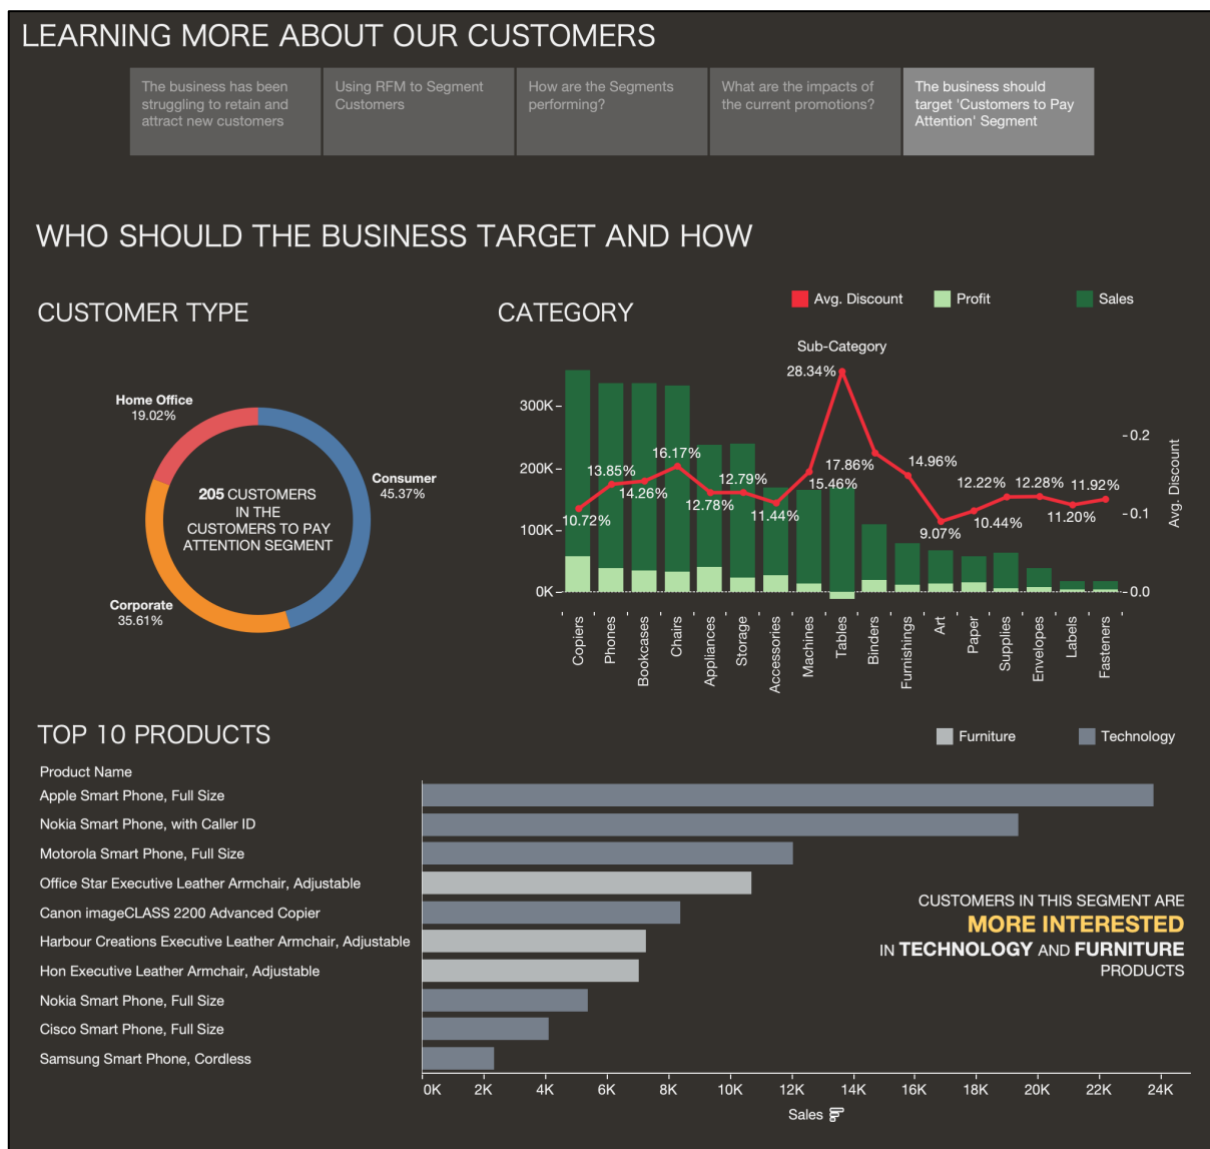 LEARNING MORE ABOUT OUR CUSTOMERS
The business has been
struggling to retain and
attract new customers
Using RFM to Segment
Customers
How are the Segments
performing?
What are the impacts of
the current promotions?
The business should
target 'Customers to Pay
Attention' Segment
WHO SHOULD THE BUSINESS TARGET AND HOW
CUSTOMER TYPE
Home Office
19.02%
Consumer
45.37%
205 CUSTOMERS
IN THE
CUSTOMERS TO PAY
ATTENTION SEGMENT
Corporate
35.61%
CATEGORY
Avg. Discount
Profit
Sales
Sub-Category
300K
200K
100K
0K
10.72%
13.85%
14.26%
16.17%
12.78%
12.79%
11.44%
15.46%
28.34%
17.86%
14.96%
9.07%
10.44%
12.22%
12.28%
11.20%
11.92%
0.2
0.1
0.0
Avg. Discount
Copiers
Phones
Bookcases
Chairs
Appliances
Storage
Accessories
Machines
Tables
Binders
Furnishings
Art
Paper
Supplies
Envelopes
Labels
Fasteners
TOP 10 PRODUCTS
Furniture
Technology
Product Name
Apple Smart Phone, Full Size
Nokia Smart Phone, with Caller ID
Motorola Smart Phone, Full Size
Office Star Executive Leather Armchair, Adjustable
Canon imageCLASS 2200 Advanced Copier
Harbour Creations Executive Leather Armchair, Adjustable
Hon Executive Leather Armchair, Adjustable
Nokia Smart Phone, Full Size
Cisco Smart Phone, Full Size
Samsung Smart Phone, Cordless
CUSTOMERS IN THIS SEGMENT ARE
MORE INTERESTED
IN TECHNOLOGY AND FURNITURE
PRODUCTS
0K 2K 4K 6K 8K 10K 12K 14K 16K 18K 20K 22K 24K
Sales